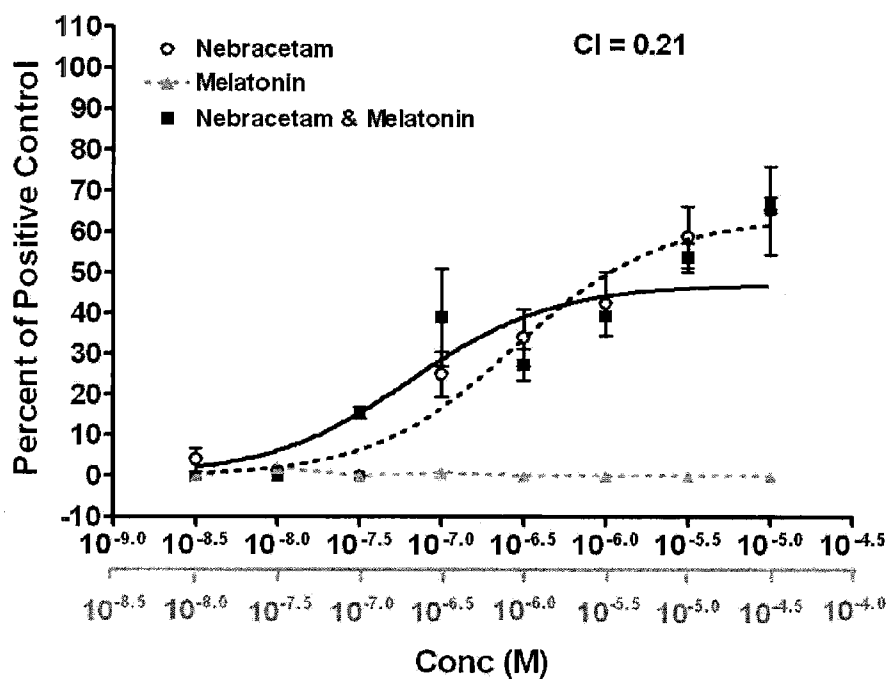 110
100
90
80
70
60
50
40
30
20
10
0
-10
Percent of Positive Control
Nebracetam
Melatonin
Nebracetam & Melatonin
CI = 0.21
10-9.0 10-8.5 10-8.0 10-7.5 10-7.0 10-6.5 10-6.0 10-5.5 10-5.0 10-4.5
10-8.5 10-8.0 10-7.5 10-7.0 10-6.5 10-6.0 10-5.5 10-5.0 10-4.5 10-4.0
Conc (M)